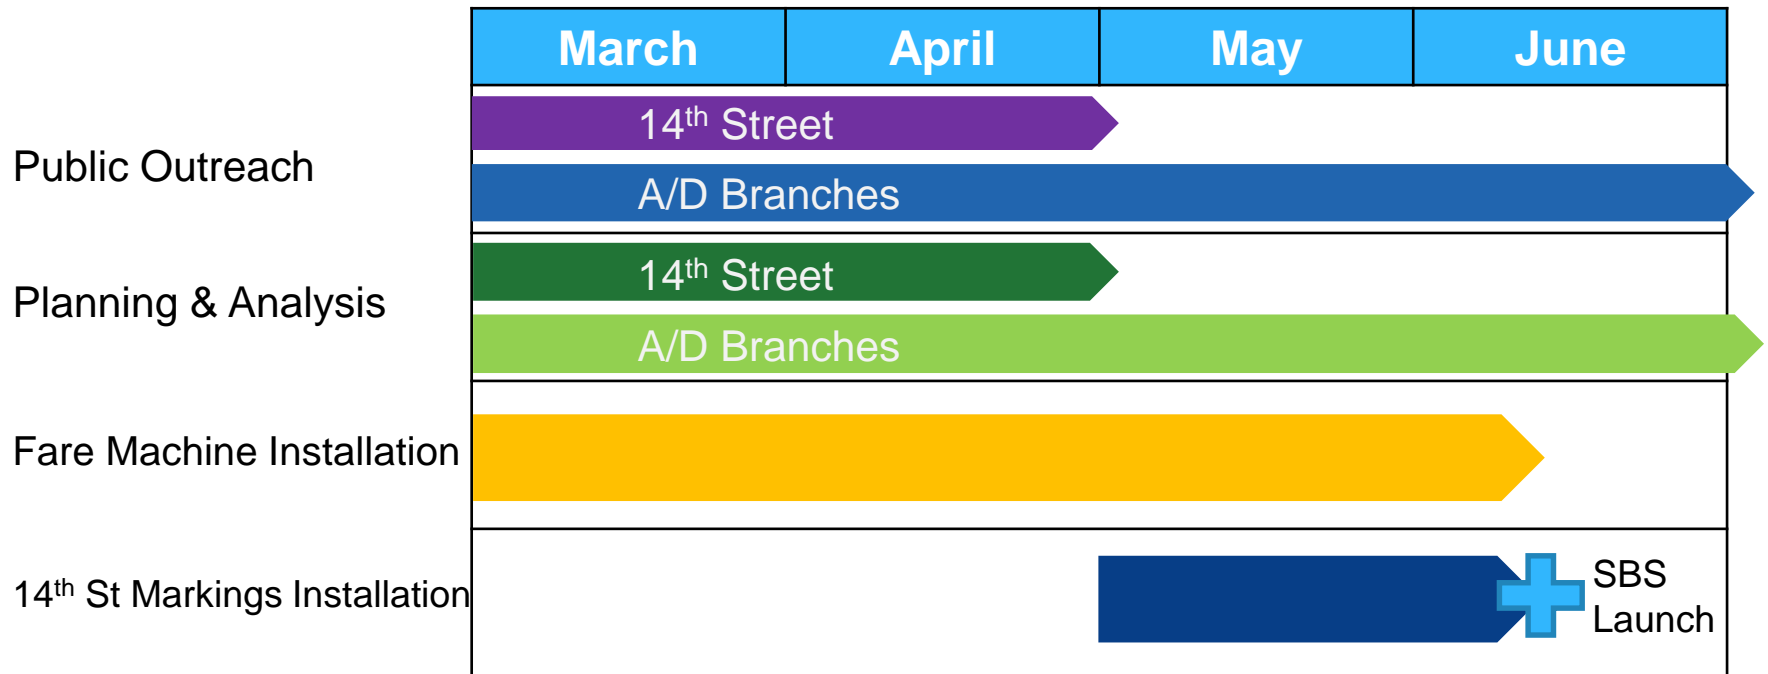 March April May June
Public Outreach
14th Street
A/D Branches
Planning & Analysis
14th Street
A/D Branches
Fare Machine Installation
14th St Markings Installation
SBS
Launch